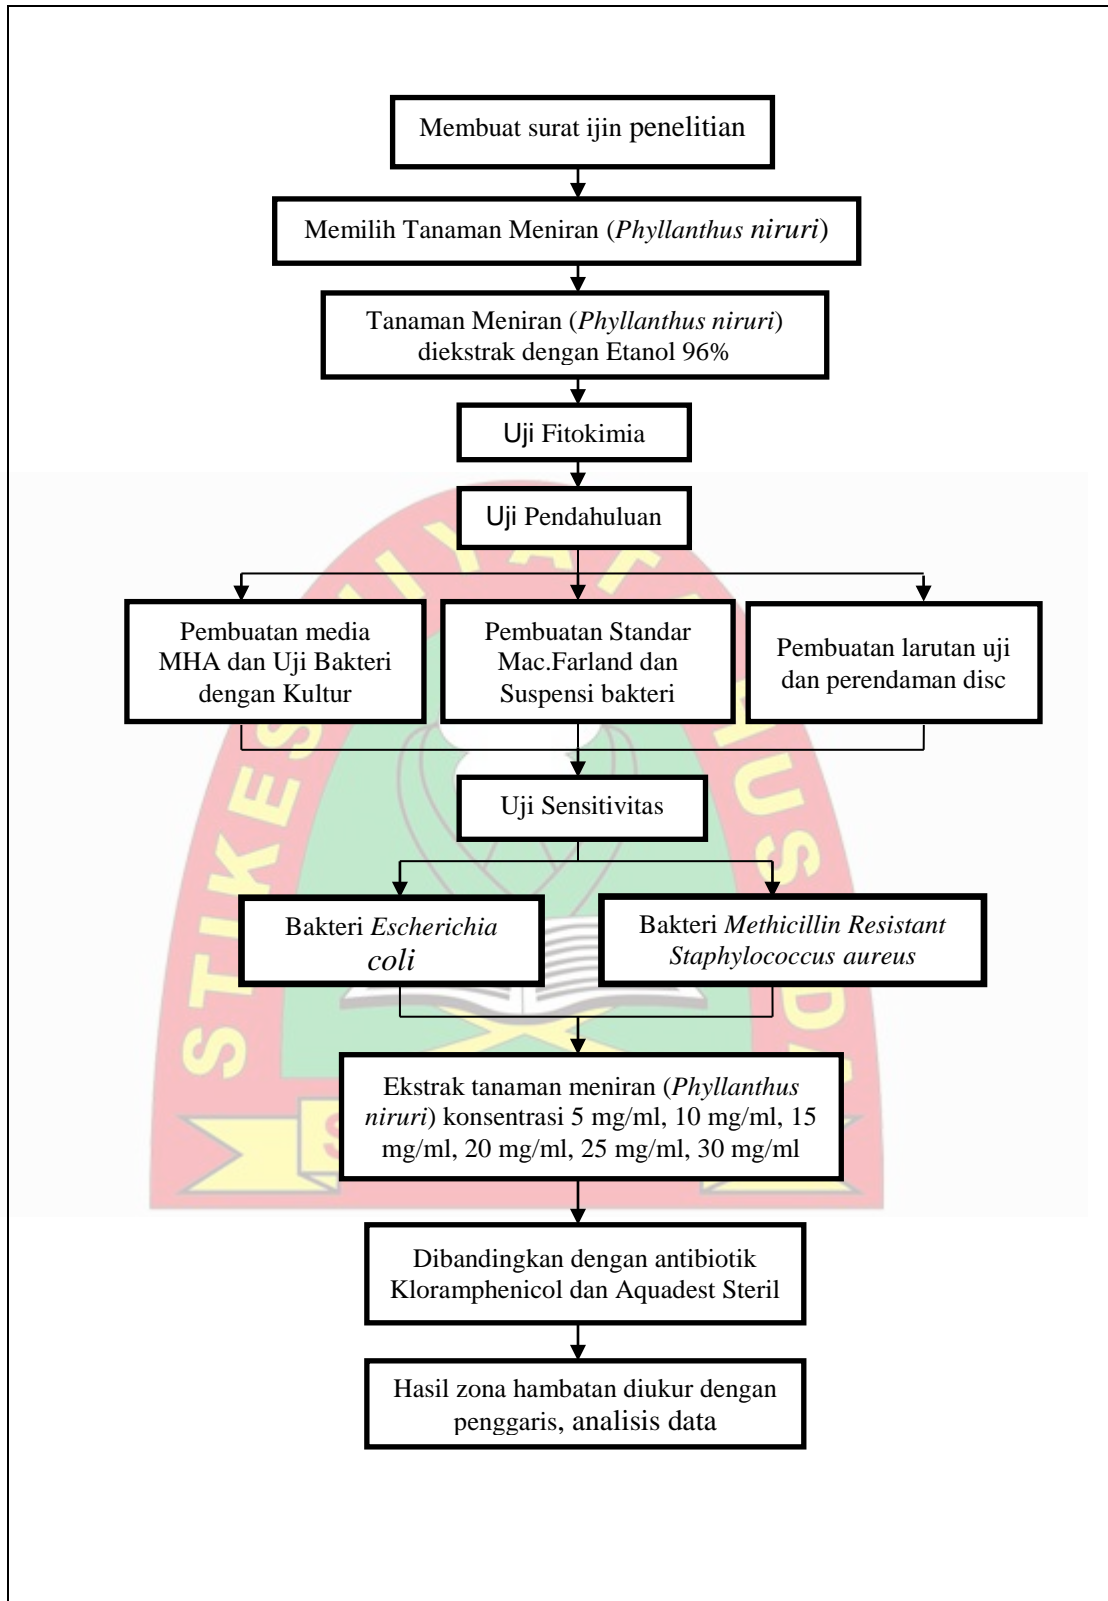 Membuat surat ijin penelitian
Memilih Tanaman Meniran (Phyllanthus niruri)
Tanaman Meniran (Phyllanthus niruri)
diekstrak dengan Etanol 96%
Uji Fitokimia
Uji Pendahuluan
Pembuatan media
MHA dan Uji Bakteri
dengan Kultur
Pembuatan Standar
Mac.Farland dan
Suspensi bakteri
Pembuatan larutan uji
dan perendaman disc
Uji Sensitivitas
Bakteri Escherichia
coli
Bakteri Methicillin Resistant
Staphylococcus aureus
Ekstrak tanaman meniran (Phyllanthus
niruri) konsentrasi 5 mg/ml, 10 mg/ml, 15
mg/ml, 20 mg/ml, 25 mg/ml, 30 mg/ml
Dibandingkan dengan antibiotik
Kloramphenicol dan Aquadest Steril
Hasil zona hambatan diukur dengan
penggaris, analisis data
STIKES